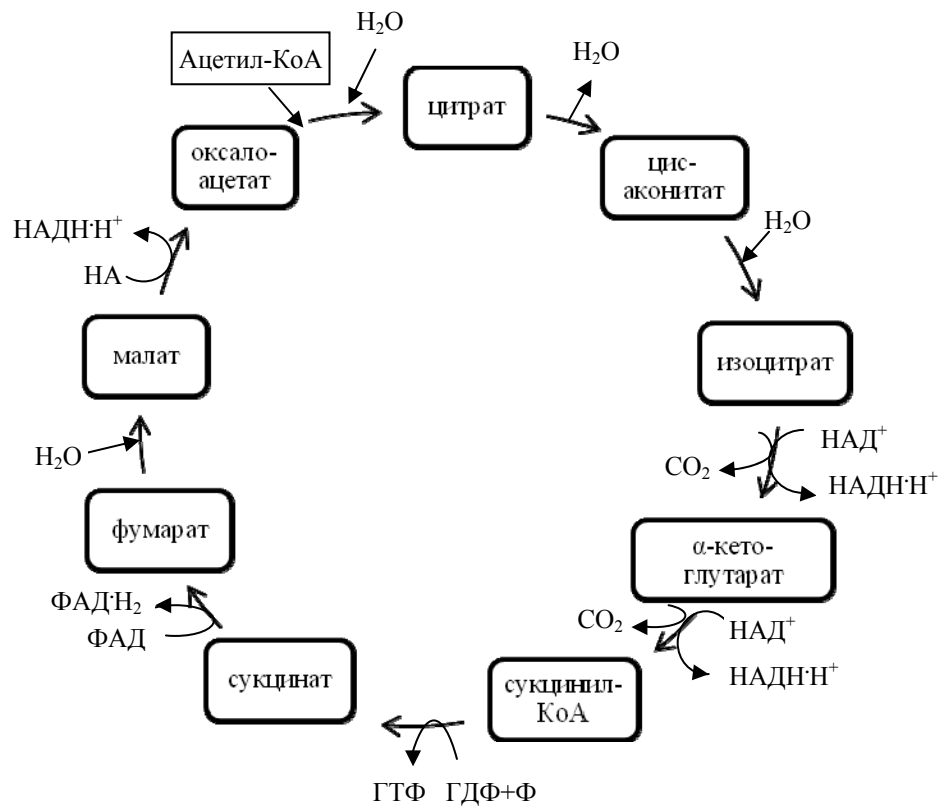 H₂O
Ацетил-КоА
H₂O
цитрат
оксало-
ацетат
цис-
аконитат
НАДН·Н⁺
НА
H₂O
малат
изоцитрат
H₂O
НАД⁺
CO₂
НАДН·Н⁺
фумарат
α-кето-
глутарат
ФАД·Н₂
ФАД
CO₂
НАД⁺
НАДН·Н⁺
сукцинат
сукцинил-
КоА
ГТФ ГДФ+Ф